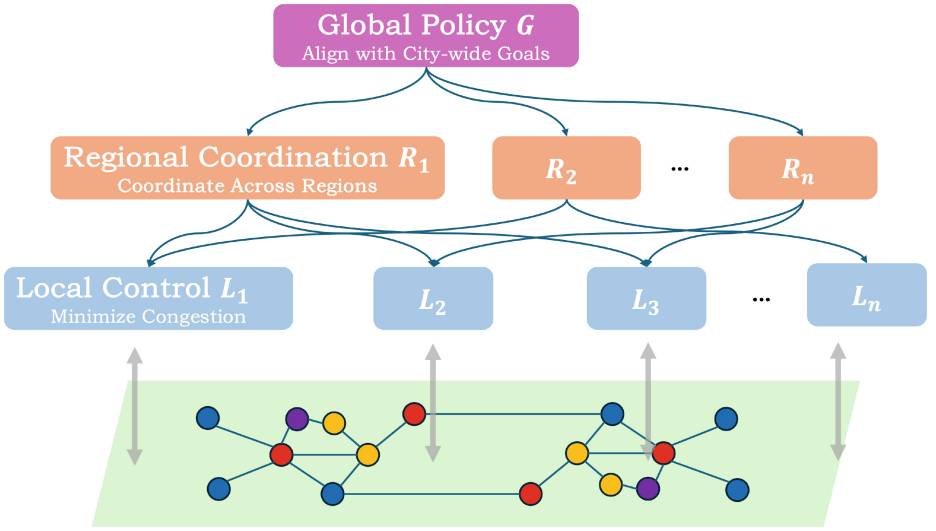 Global Policy G
Align with City-wide Goals
Regional Coordination R₁
Coordinate Across Regions
R₂
...
Rₙ
Local Control L₁
Minimize Congestion
L₂
L₃
...
Lₙ